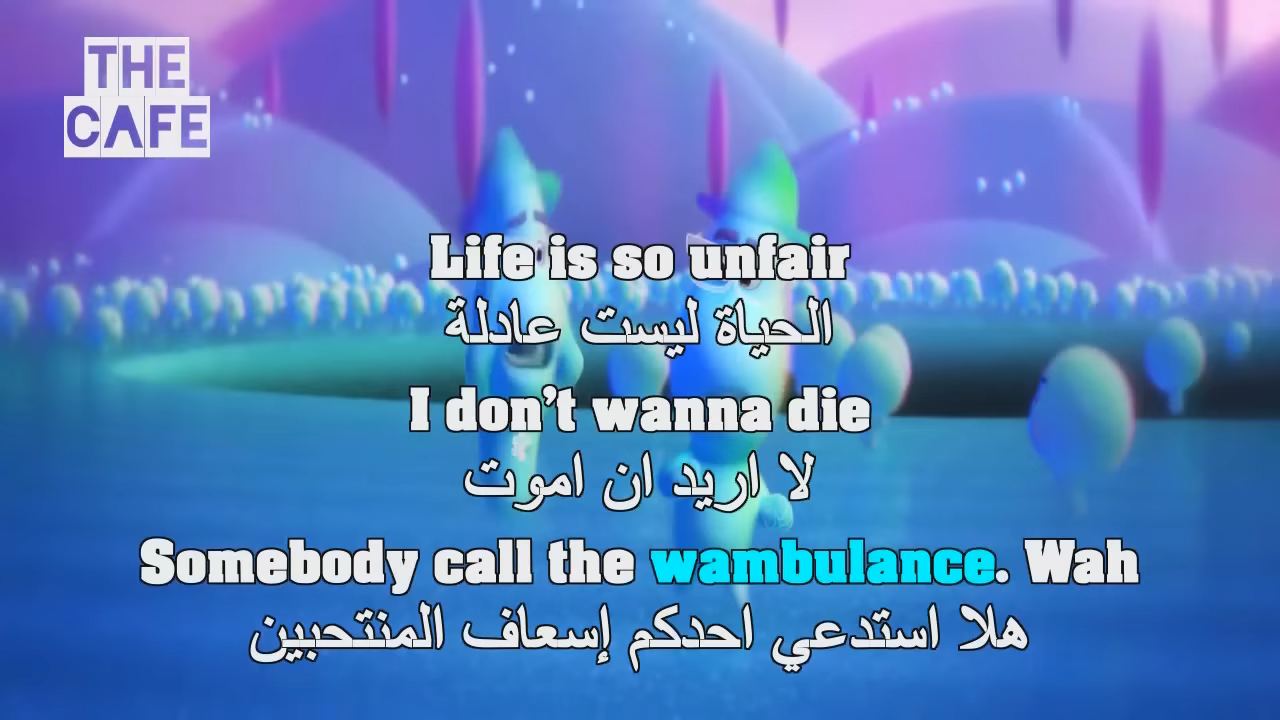 THE
CAFE
Life is so unfair
الحياة ليست عادلة
I don't wanna die
لا اريد ان اموت
Somebody call the wambulance. Wah
هلا استدعي احدكم إسعاف المنتحبين